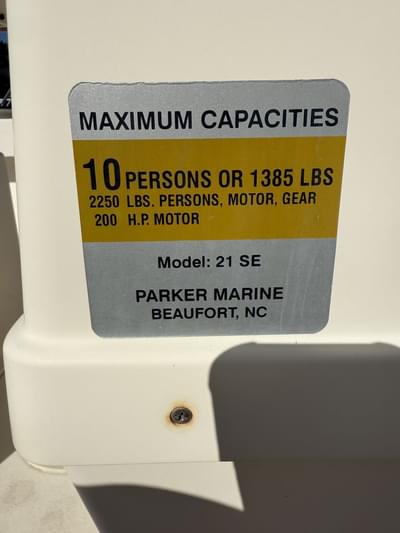 MAXIMUM CAPACITIES
10 PERSONS OR 1385 LBS
2250 LBS. PERSONS, MOTOR, GEAR
200 H.P. MOTOR
Model: 21 SE
PARKER MARINE
BEAUFORT, NC